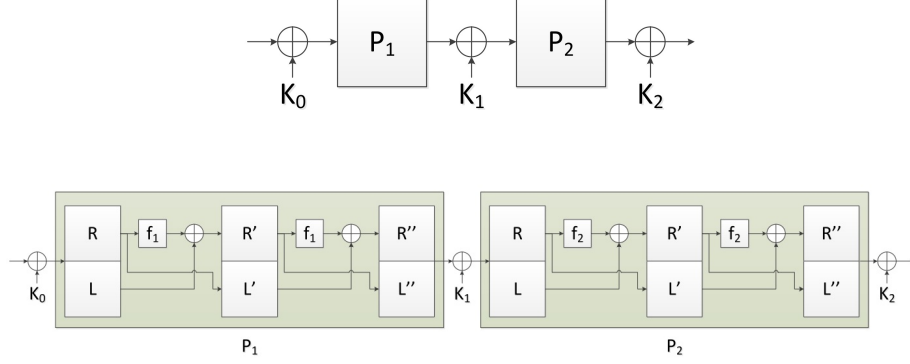 P1 P2
K0 K1 K2
R f1 R’ f1 R’’ R f2 R’ f2 R’’
L L’ L’’ L L’ L’’
K0 K1 K2
P1 P2